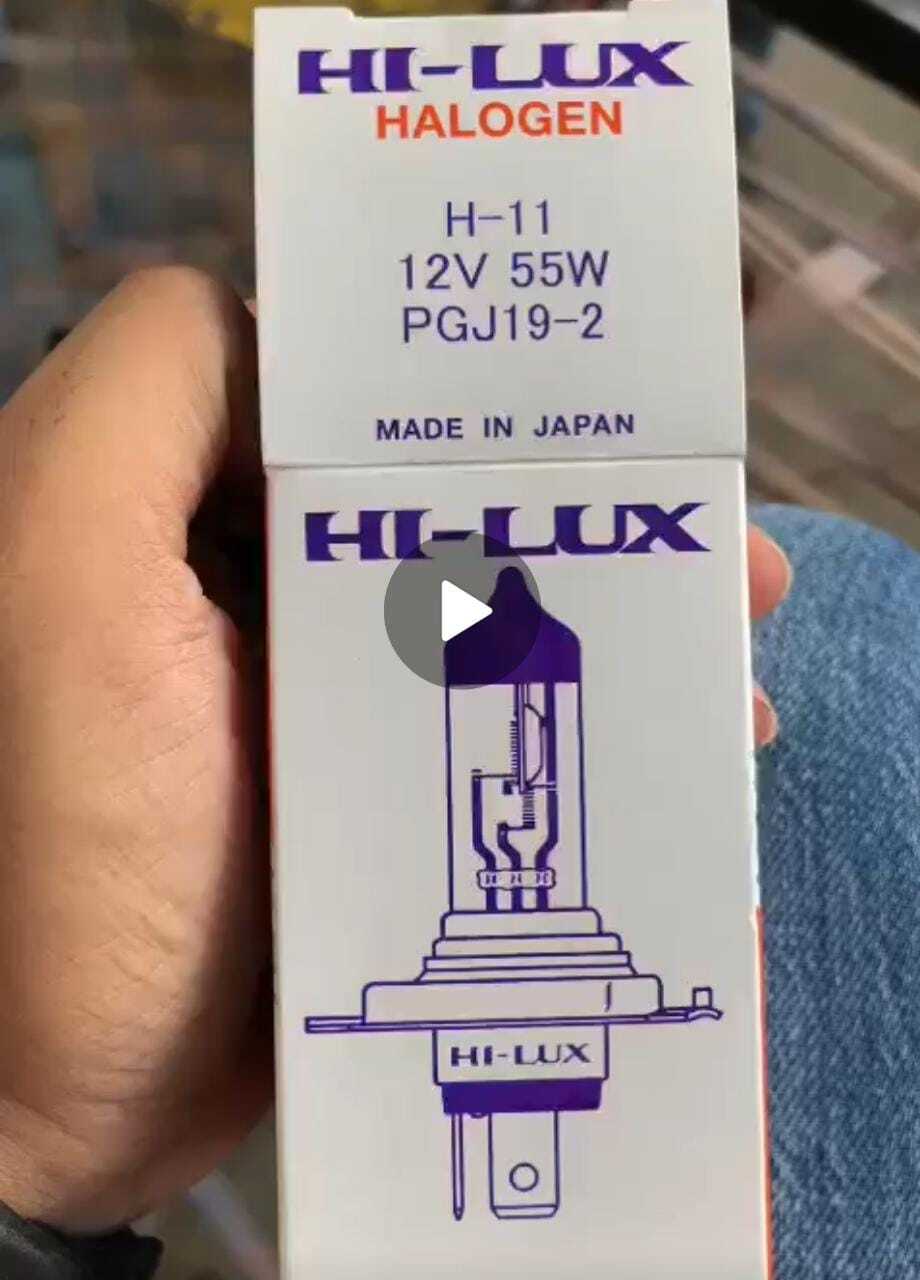 HI-LUX
HALOGEN
H-11
12V 55W
PGJ19-2
MADE IN JAPAN
HI-LUX
HI-LUX